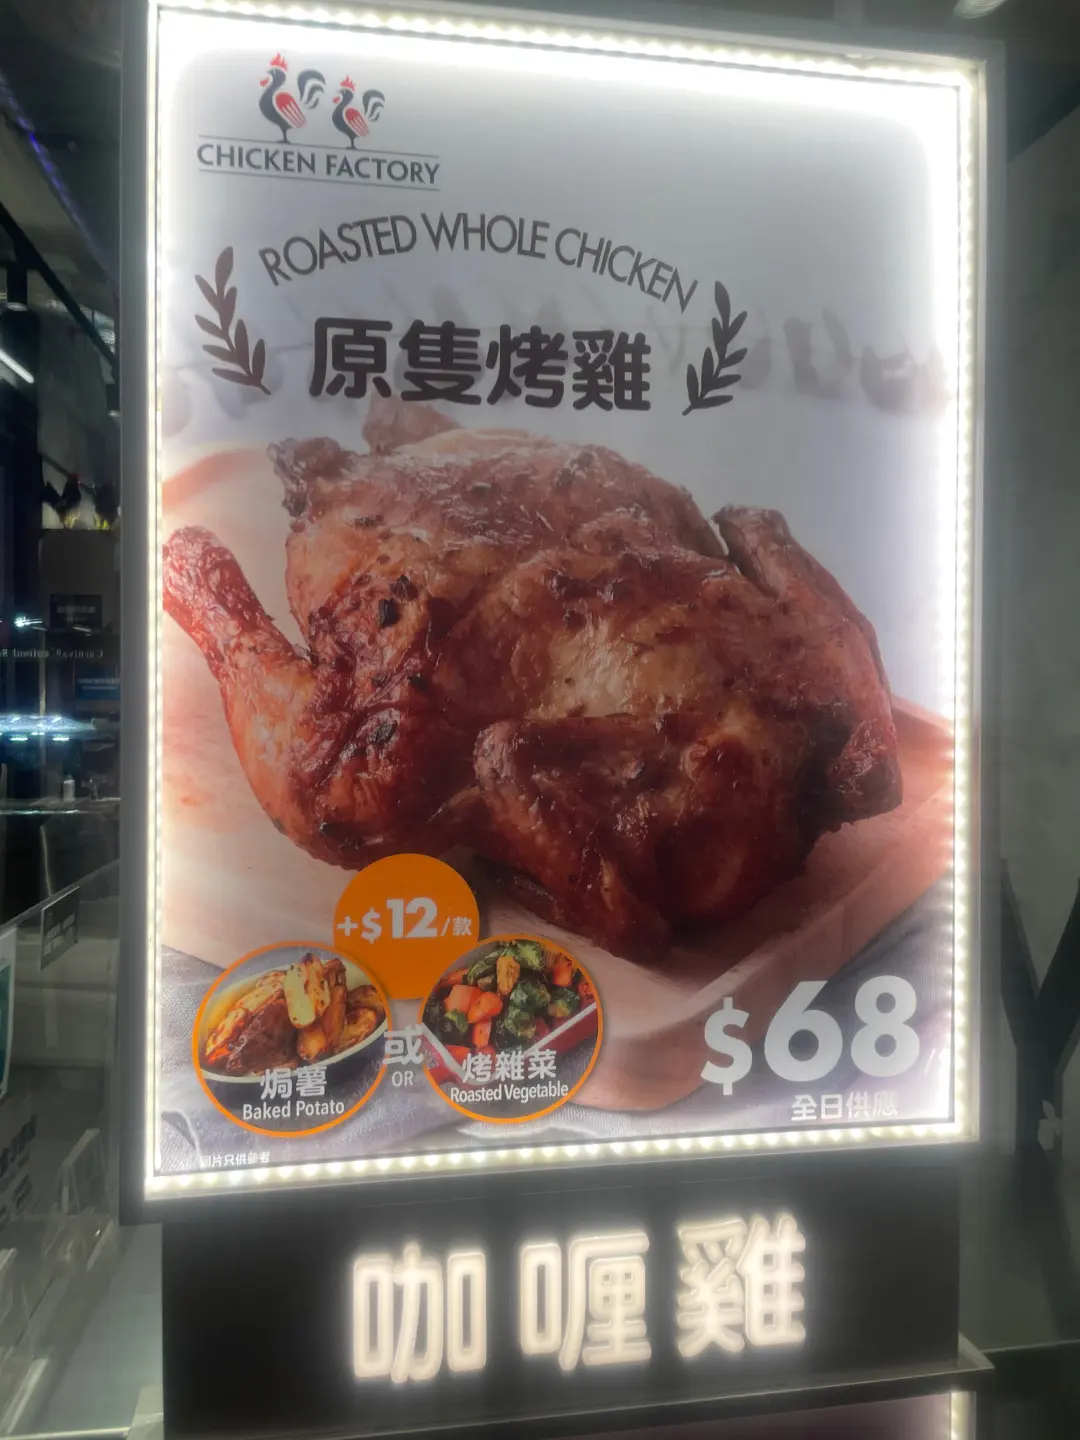 CHICKEN FACTORY
ROASTED WHOLE CHICKEN
原隻烤雞
+$12/款
焗薯
Baked Potato
或
OR
烤雜菜
Roasted Vegetable
$68/
全日供應
圖片只供參考
咖喱雞